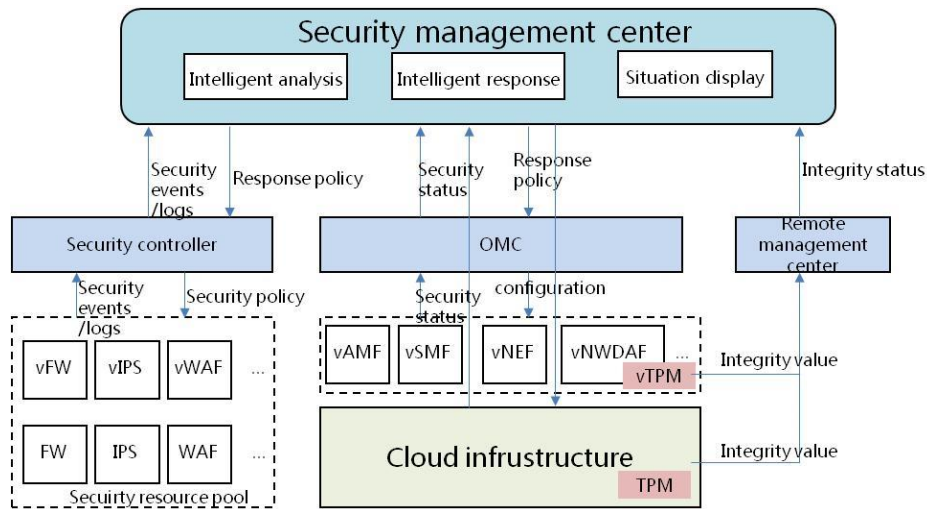 Security management center
Intelligent analysis
Intelligent response
Situation display
Security
events
/logs
Response policy
Security
status
Response
policy
Integrity status
Security controller
OMC
Remote
management
center
Security
events
/logs
Security policy
Security
status
configuration
vFW
vIPS
vWAF
...
FW
IPS
WAF
...
Secuirty resource pool
vAMF
vSMF
vNEF
vNWDAF
...
vTPM
Integrity value
Cloud infrustructure
TPM
Integrity value